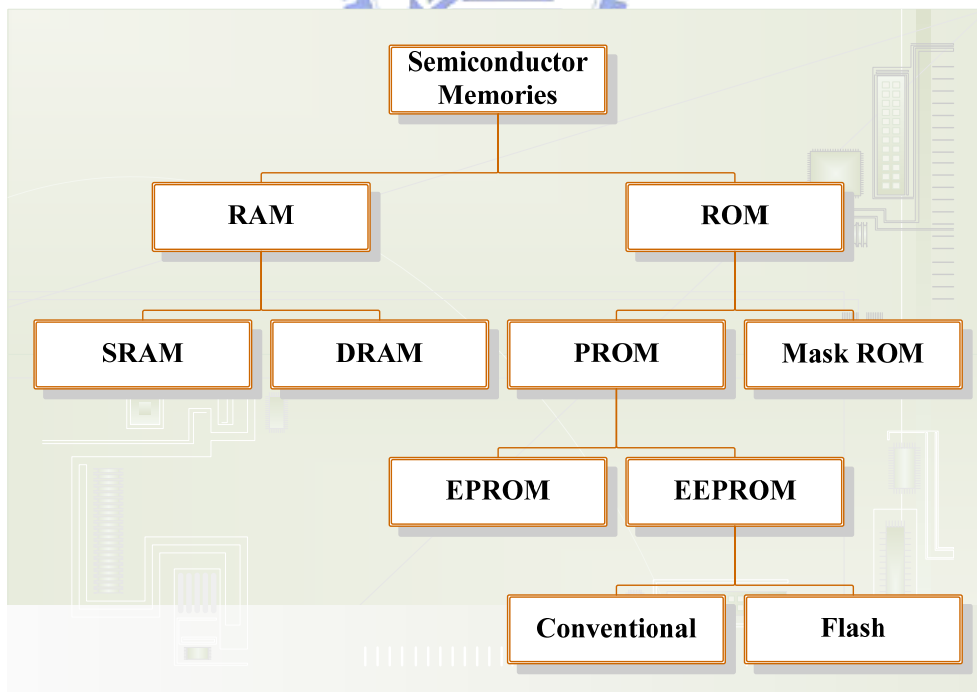 Semiconductor
Memories
RAM
ROM
SRAM
DRAM
PROM
Mask ROM
EPROM
EEPROM
Conventional
Flash